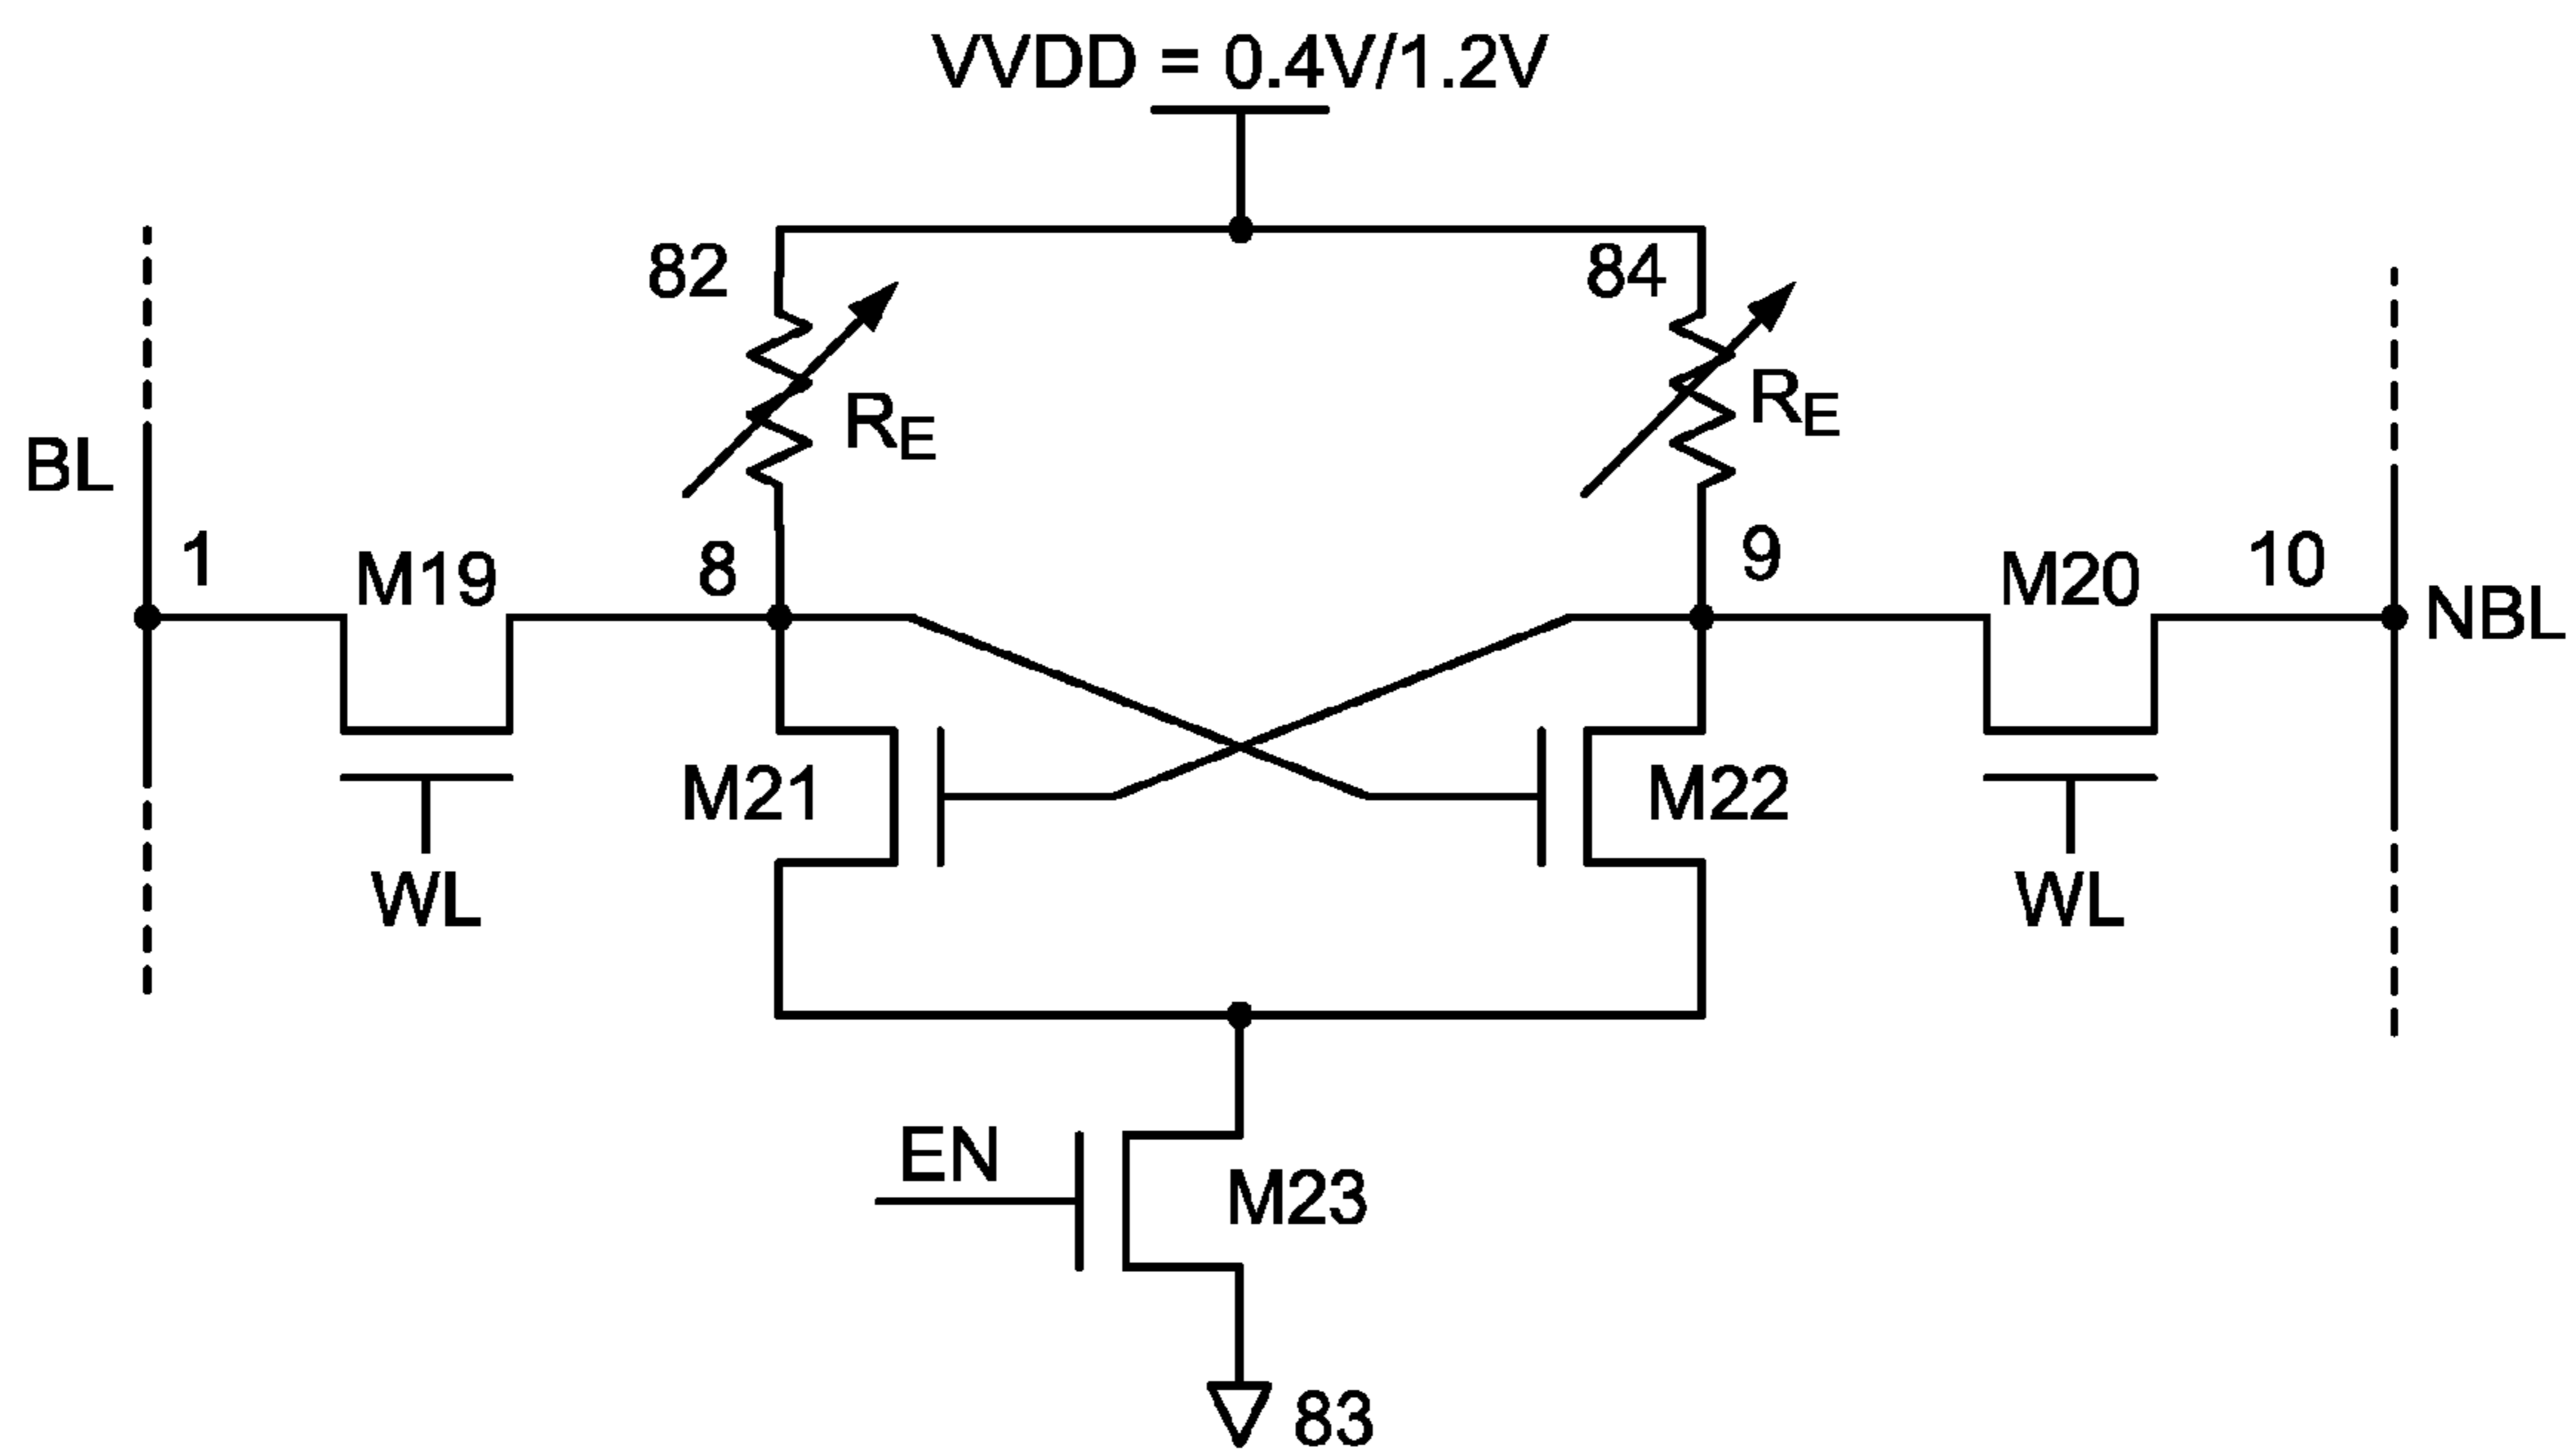 VVDD = 0.4V/1.2V
82
84
RE
RE
BL
1
M19
8
9
M20
10
NBL
M21
M22
WL
WL
EN
M23
83